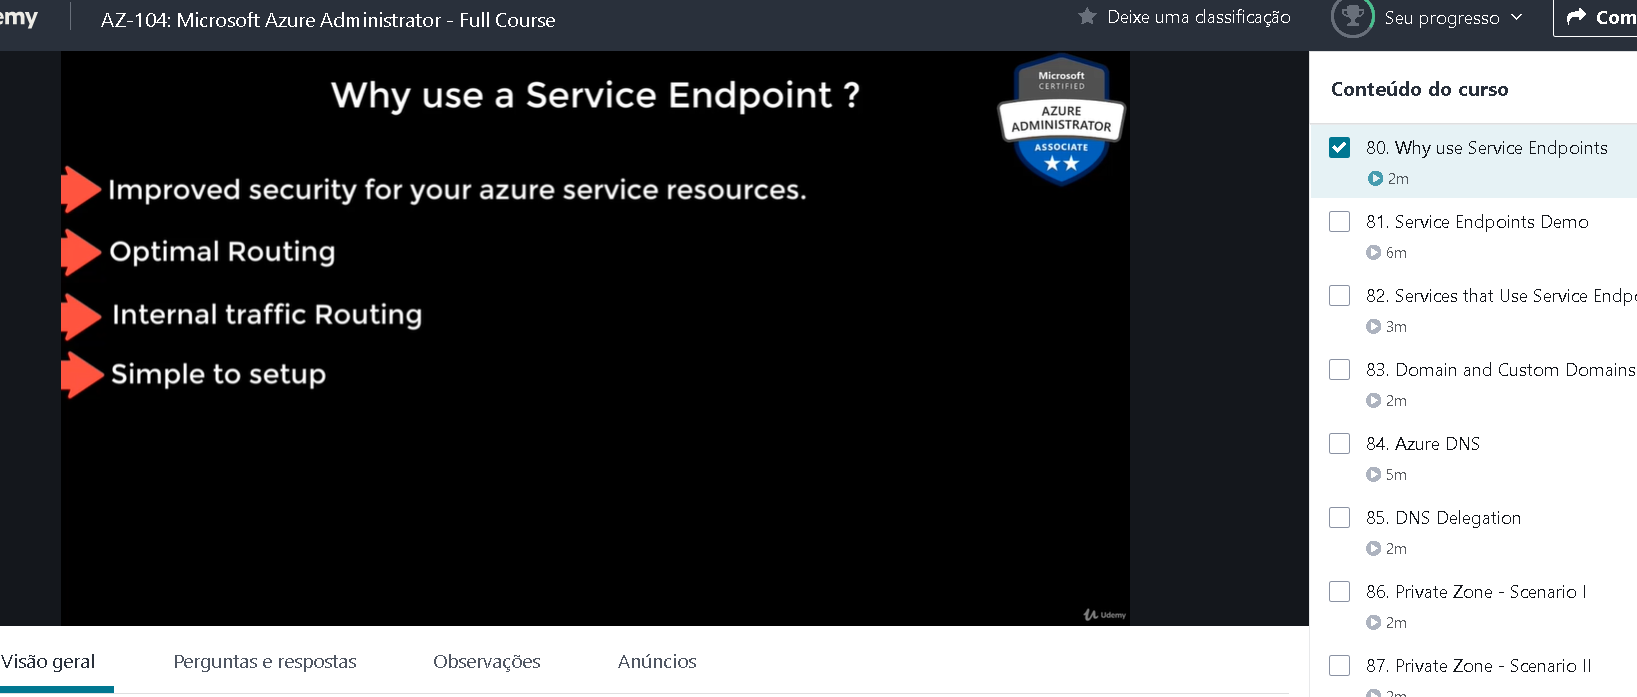 emy
AZ-104: Microsoft Azure Administrator - Full Course
Deixe uma classificação
Seu progresso
Com
Why use a Service Endpoint ?
Microsoft
CERTIFIED
AZURE
ADMINISTRATOR
ASSOCIATE
Improved security for your azure service resources.
Optimal Routing
Internal traffic Routing
Simple to setup
Udemy
Conteúdo do curso
80. Why use Service Endpoints
2m
81. Service Endpoints Demo
6m
82. Services that Use Service Endpo
3m
83. Domain and Custom Domains
2m
84. Azure DNS
5m
85. DNS Delegation
2m
86. Private Zone - Scenario I
2m
87. Private Zone - Scenario II
2m
Visão geral
Perguntas e respostas
Observações
Anúncios